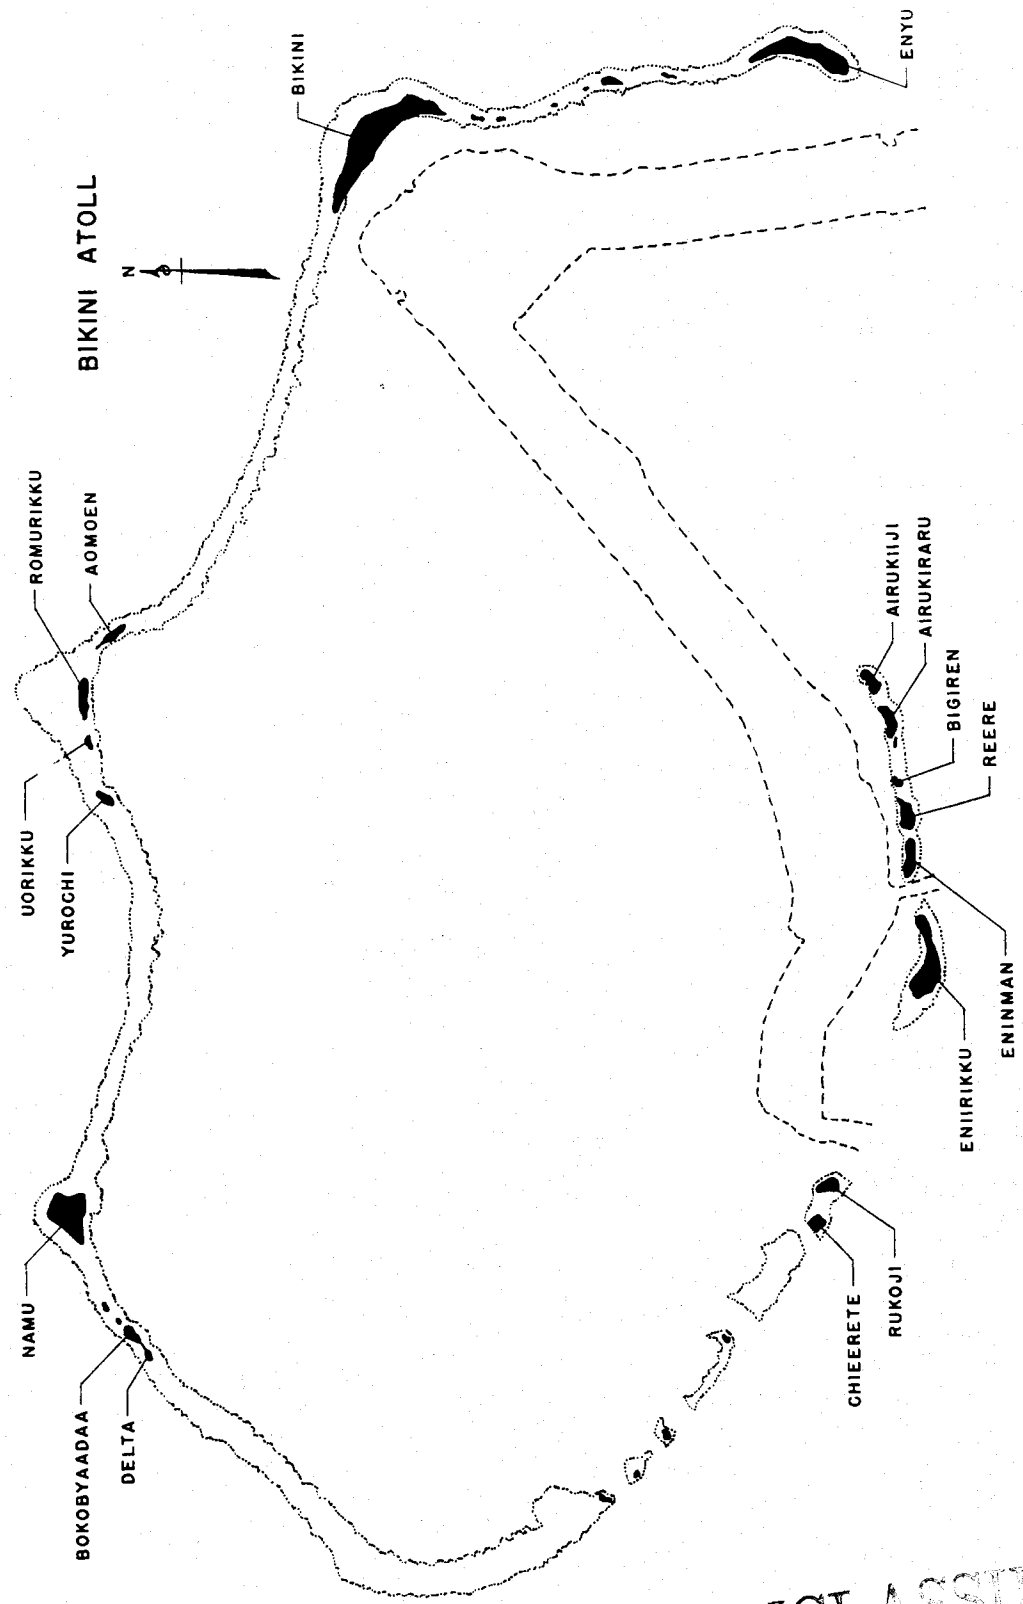 BIKINI ATOLL
N
BIKINI
ENYU
ROMURIKKU
AOMOEN
UORIKKU
YUROCHI
NAMU
BOKOBYAADAA
DELTA
AIRUKIIJI
AIRUKIRARU
BIGIREN
REERE
ENINMAN
ENIIRIKKU
RUKOJI
CHIEERETE